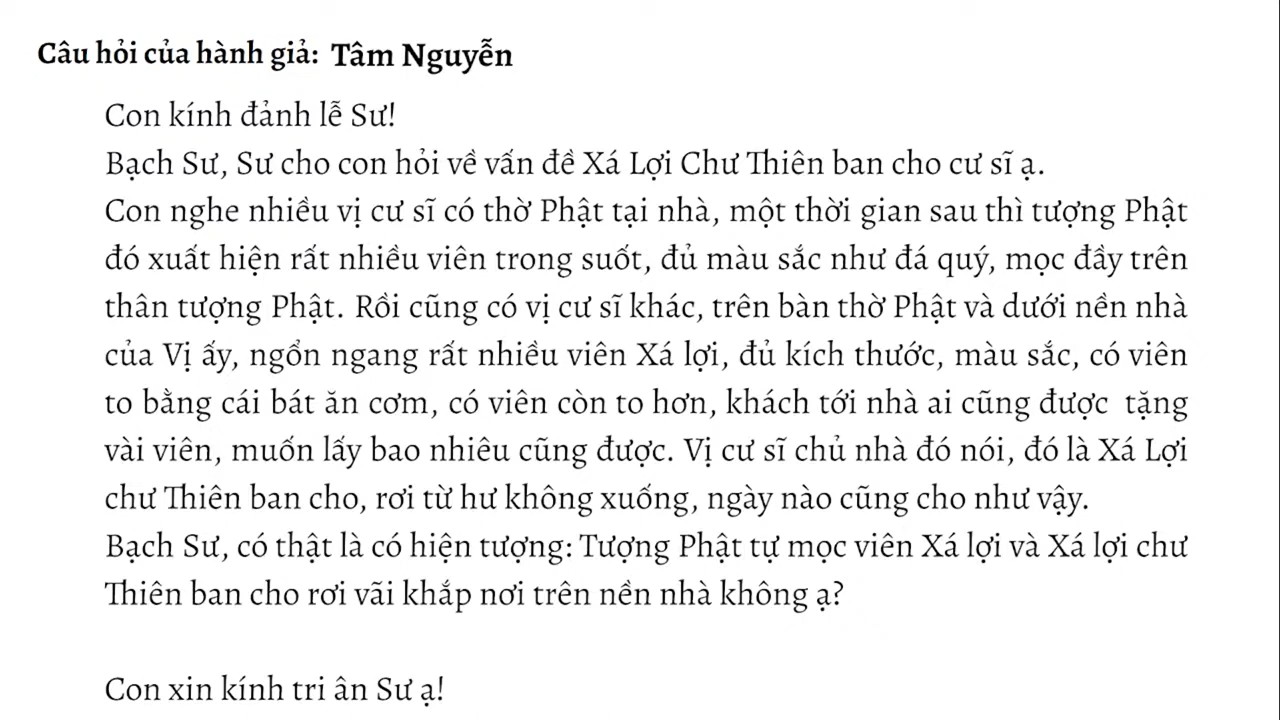 Câu hỏi của hành giả: Tâm Nguyễn
Con kính đảnh lễ Sư!
Bạch Sư, Sư cho con hỏi về vấn đề Xá Lợi Chư Thiên ban cho cư sĩ ạ.
Con nghe nhiều vị cư sĩ có thờ Phật tại nhà, một thời gian sau thì tượng Phật
đó xuất hiện rất nhiều viên trong suốt, đủ màu sắc như đá quý, mọc đầy trên
thân tượng Phật. Rồi cũng có vị cư sĩ khác, trên bàn thờ Phật và dưới nền nhà
của Vị ấy, ngổn ngang rất nhiều viên Xá lợi, đủ kích thước, màu sắc, có viên
to bằng cái bát ăn cơm, có viên còn to hơn, khách tới nhà ai cũng được tặng
vài viên, muốn lấy bao nhiêu cũng được. Vị cư sĩ chủ nhà đó nói, đó là Xá Lợi
chư Thiên ban cho, rơi từ hư không xuống, ngày nào cũng cho như vậy.
Bạch Sư, có thật là có hiện tượng: Tượng Phật tự mọc viên Xá lợi và Xá lợi chư
Thiên ban cho rơi vãi khắp nơi trên nền nhà không ạ?
Con xin kính tri ân Sư ạ!